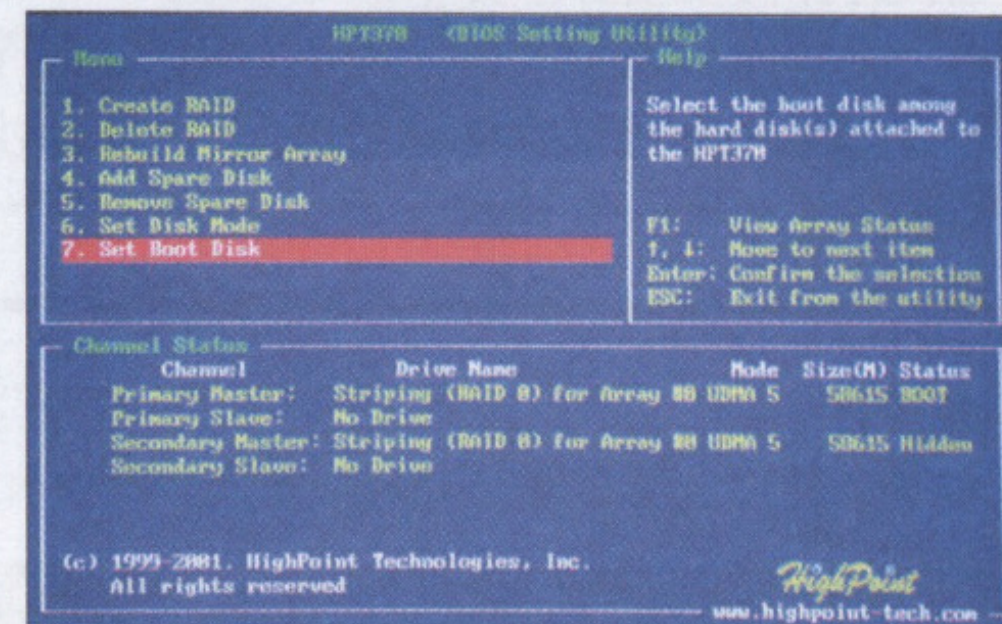 HPT370 <BIOS Setting Utility>
Menu
1. Create RAID
2. Delete RAID
3. Rebuild Mirror Array
4. Add Spare Disk
5. Remove Spare Disk
6. Set Disk Mode
7. Set Boot Disk
Help
Select the boot disk among
the hard disk(s) attached to
the HPT370
F1: View Array Status
↑, ↓: Move to next item
Enter: Confirm the selection
ESC: Exit from the utility
Channel Status
Channel Drive Name Mode Size(M) Status
Primary Master: Striping (RAID 0) for Array #0 UDMA 5 58615 BOOT
Primary Slave: No Drive
Secondary Master: Striping (RAID 0) for Array #0 UDMA 5 58615 Hidden
Secondary Slave: No Drive
(c) 1999-2001. HighPoint Technologies, Inc.
All rights reserved
HighPoint
www.highpoint-tech.com